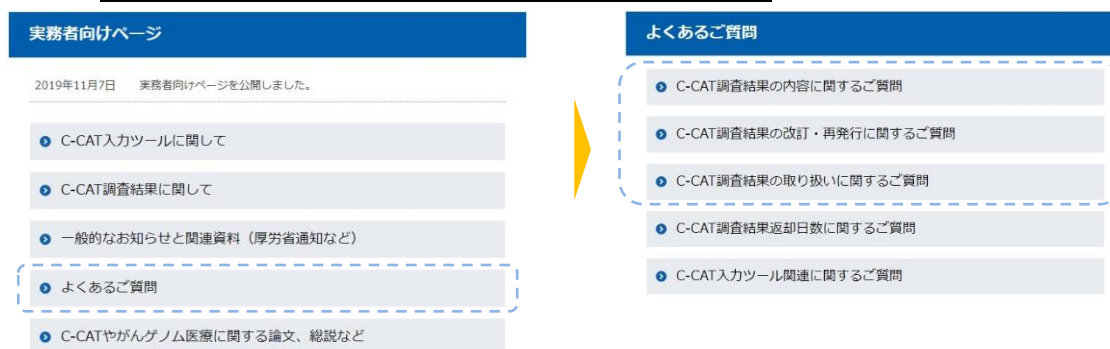 実務者向けページ
2019年11月7日 実務者向けページを公開しました。
C-CAT入力ツールに関して
C-CAT調査結果に関して
一般的なお知らせと関連資料（厚労省通知など）
よくあるご質問
C-CATやがんゲノム医療に関する論文、総説など
よくあるご質問
C-CAT調査結果の内容に関するご質問
C-CAT調査結果の改訂・再発行に関するご質問
C-CAT調査結果の取り扱いに関するご質問
C-CAT調査結果返却日数に関するご質問
C-CAT入力ツール関連に関するご質問